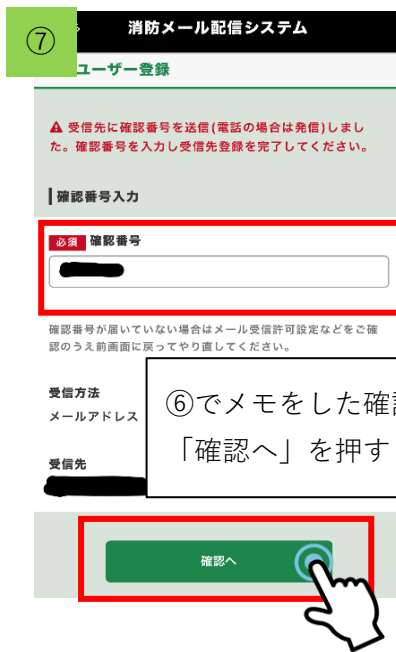 ⑦
消防メール配信システム
ユーザー登録
受信先に確認番号を送信(電話の場合は発信)しまし
た。確認番号を入力し受信先登録を完了してください。
確認番号入力
必須 確認番号
確認番号が届いていない場合はメール受信許可設定などをご確
認のうえ前画面に戻ってやり直してください。
受信方法
メールアドレス
⑥でメモをした確
「確認へ」を押す
受信先
確認へ